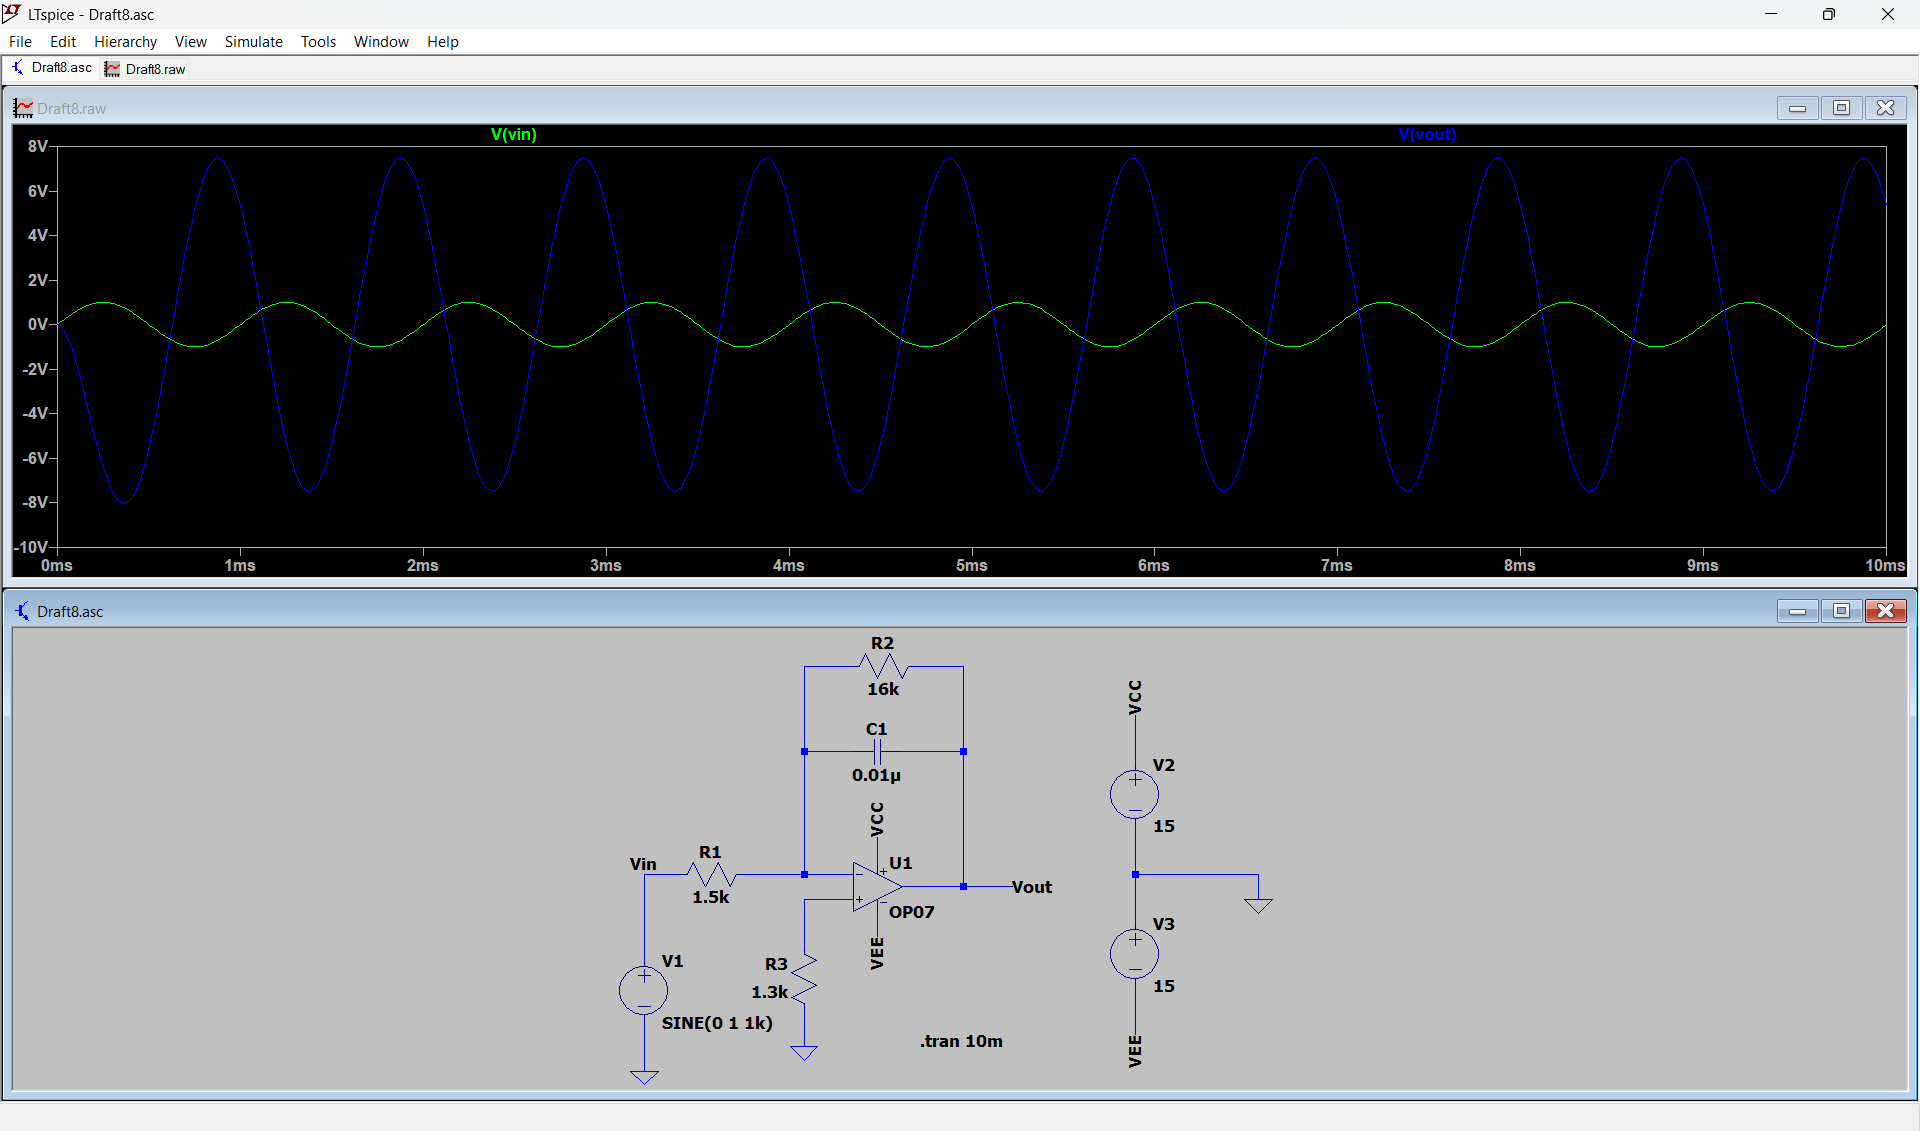 LTspice - Draft8.asc
File Edit Hierarchy View Simulate Tools Window Help
Draft8.asc Draft8.raw
Draft8.raw
V(vin) V(vout)
8V
6V
4V
2V
0V
-2V
-4V
-6V
-8V
-10V
0ms 1ms 2ms 3ms 4ms 5ms 6ms 7ms 8ms 9ms 10ms
Draft8.asc
R2
16k
C1
0.01µ
VCC
U1
OP07
VEE
Vin
R1
1.5k
Vout
V1
SINE(0 1 1k)
R3
1.3k
.tran 10m
VCC
V2
15
V3
15
VEE